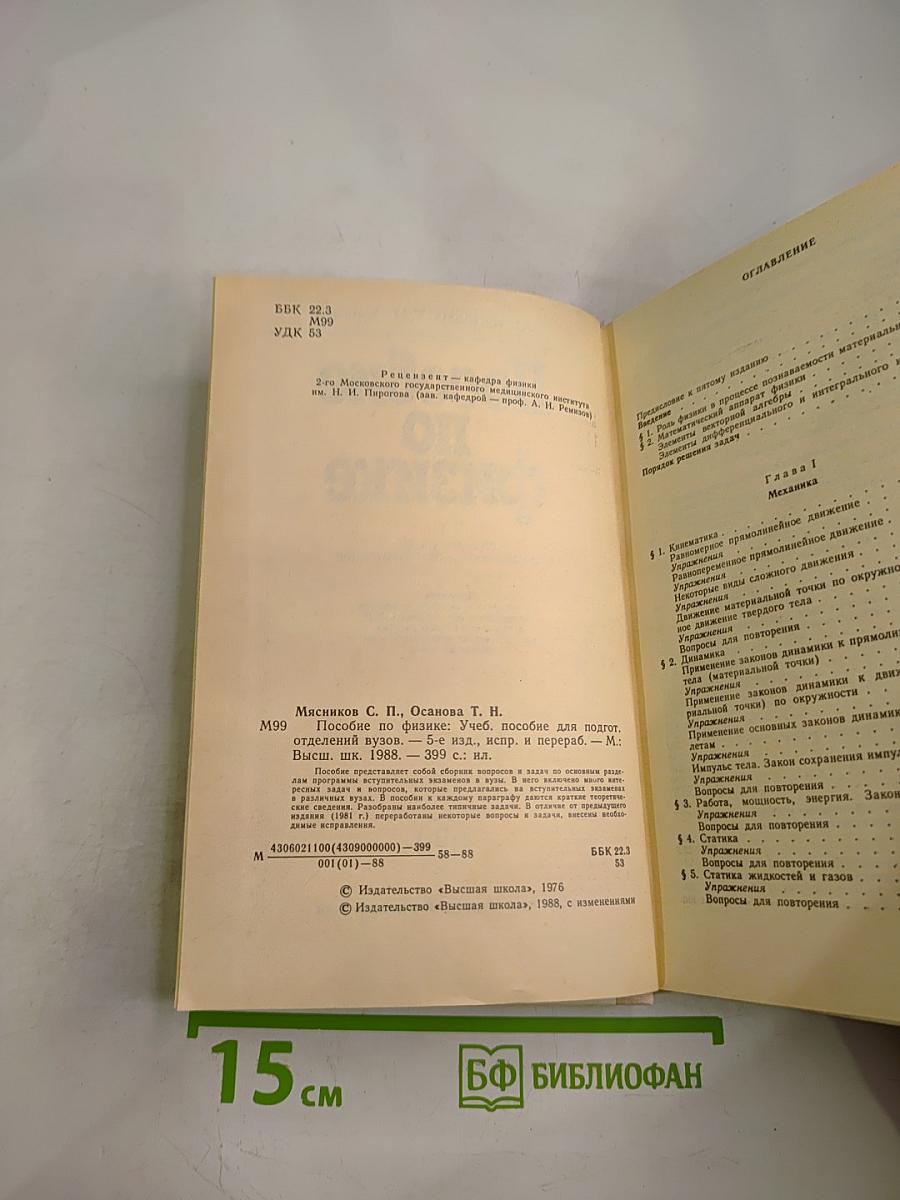 ББК 22.3
М99
УДК 53
Рецензент — кафедра физики
2-го Московского государственного медицинского института
им. Н. И. Пирогова (зав. кафедрой — проф. А. Н. Ремизов)
Мясников С. П., Осанова Т. Н.
М99 Пособие по физике: Учеб. пособие для подгот.
отделений вузов. — 5-е изд., испр. и перераб. — М.:
Высш. шк. 1988. — 399 с.: ил.
Пособие представляет собой сборник вопросов и задач по основным разде-
лам программы вступительных экзаменов в вузы. В него включено много инте-
ресных задач и вопросов, которые предлагались на вступительных экзаменах
в различных вузах. В пособии к каждому параграфу даются краткие теоретиче-
ские сведения. Разобраны наиболее типичные задачи. В отличие от предыдущего
издания (1981 г.) переработаны некоторые вопросы и задачи, внесены необхо-
димые исправления.
М 4306021100(4309000000)—399
001(01)—88
58—88
ББК 22.3
53
© Издательство «Высшая школа», 1976
© Издательство «Высшая школа», 1988, с изменениями
ОГЛАВЛЕНИЕ
Предисловие к пятому изданию
Введение
§ 1. Роль физики в процессе познаваемости материаль
§ 2. Математический аппарат физики
Элементы векторной алгебры
Элементы дифференциального и интегрального
Порядок решения задач
Глава I
Механика
§ 1. Кинематика
Равномерное прямолинейное движение
Упражнения
Равнопеременное прямолинейное движение
Упражнения
Некоторые виды сложного движения
Упражнения
Движение материальной точки по окружно
ное движение твердого тела
Упражнения
Вопросы для повторения
§ 2. Динамика
Применение законов динамики к прямолин
тела (материальной точки)
Упражнения
Применение законов динамики к движ
риальной точки) по окружности
Упражнения
Применение основных законов динамик
летам
Упражнения
Импульс тела. Закон сохранения импул
Упражнения
Вопросы для повторения
§ 3. Работа, мощность, энергия. Закон
Упражнения
Вопросы для повторения
§ 4. Статика
Упражнения
Вопросы для повторения
§ 5. Статика жидкостей и газов
Упражнения
Вопросы для повторения
15 см
БФ БИБЛИОФАН